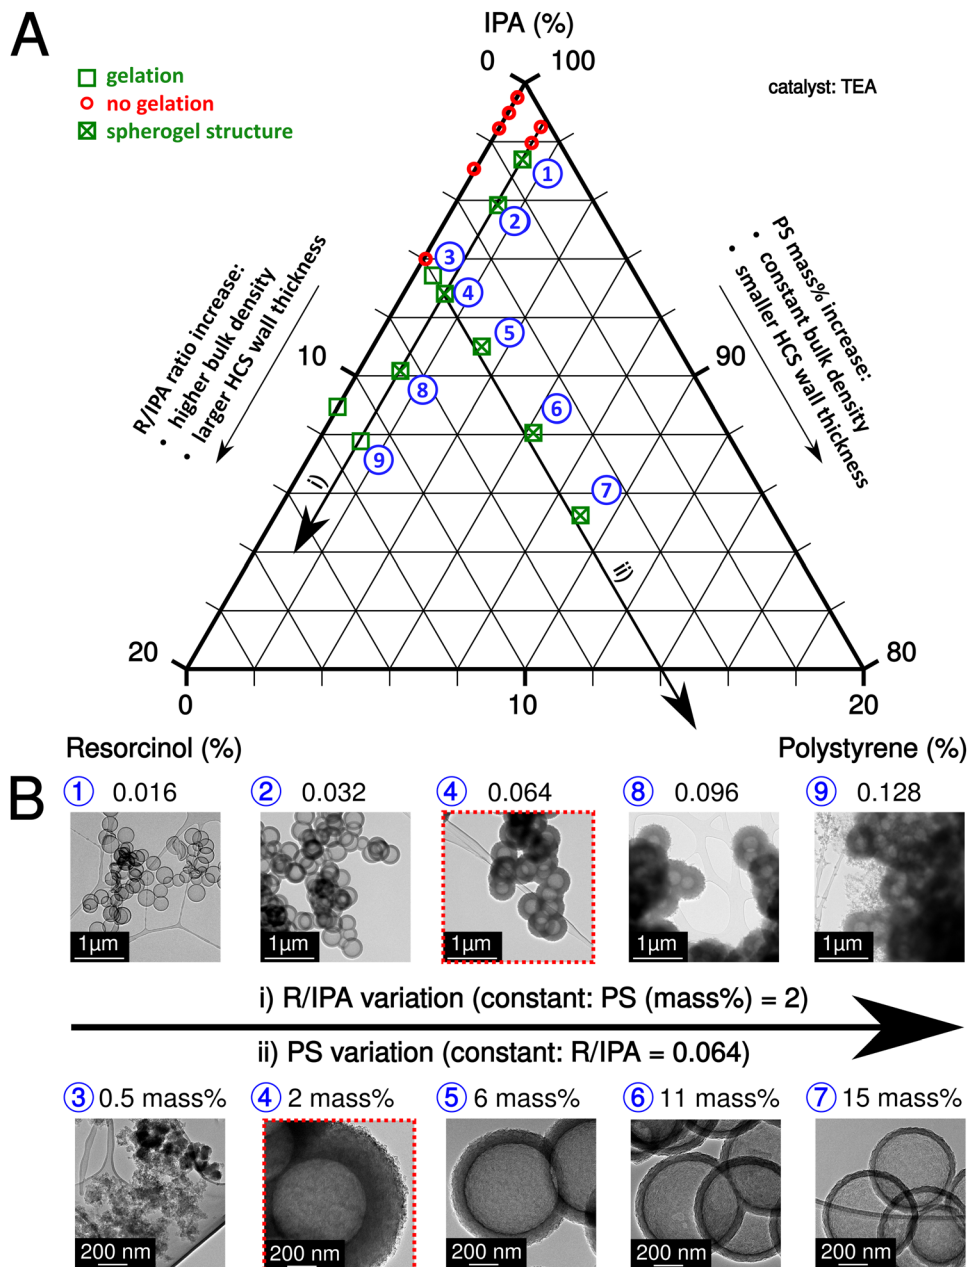 A
IPA (%)
0
100
gelation
no gelation
spherogel structure
catalyst: TEA
1
2
3
4
5
6
7
8
9
R/IPA ratio increase:
• higher bulk density
• larger HCS wall thickness
PS mass% increase:
• constant bulk density
• smaller HCS wall thickness
10
90
i)
ii)
20
80
0
10
20
Resorcinol (%)
Polystyrene (%)
B
1 0.016
2 0.032
4 0.064
8 0.096
9 0.128
1µm
1µm
1µm
1µm
1µm
i) R/IPA variation (constant: PS (mass%) = 2)
ii) PS variation (constant: R/IPA = 0.064)
3 0.5 mass%
4 2 mass%
5 6 mass%
6 11 mass%
7 15 mass%
200 nm
200 nm
200 nm
200 nm
200 nm